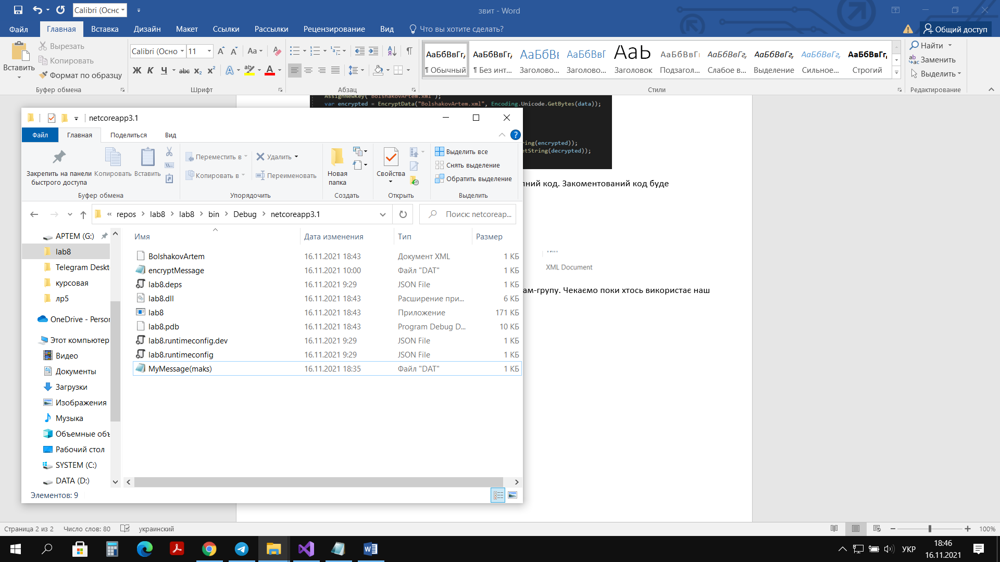 Calibri (Оснс
звит - Word
Файл
Главная
Вставка
Дизайн
Макет
Ссылки
Рассылки
Рецензирование
Вид
Что вы хотите сделать?
Общий доступ
Вставить
Вырезать
Копировать
Формат по образцу
Буфер обмена
Calibri (Осно
11
Aa
Ж К Ч abc x₂ x²
Шрифт
Абзац
АаБбВвГг,
¶ Обычный
АаБбВвГг,
¶ Без инт...
АаБбВв
Заголово...
АаБбВвГ
Заголово...
Заголовок
АаБбВвГг
Подзагол...
АаБбВвГг,
Слабое в...
АаБбВвГг,
Выделение
АаБбВвГг,
Сильное...
АаБбВвГг,
Строгий
Стили
Найти
Заменить
Выделить
Редактирование
AssignNewKey("BolshakovArtem.xml");
var encrypted = EncryptData("BolshakovArtem.xml", Encoding.Unicode.GetBytes(data));
ing(encrypted));
tString(decrypted));
ний код. Закоментований код буде
XML Document
ам-групу. Чекаємо поки хтось використає наш
netcoreapp3.1
Файл
Главная
Поделиться
Вид
Закрепить на панели
быстрого доступа
Копировать
Вставить
Буфер обмена
Переместить в
Копировать в
Удалить
Переименовать
Упорядочить
Новая
папка
Создать
Свойства
Открыть
Выделить все
Снять выделение
Обратить выделение
Выделить
« repos > lab8 > lab8 > bin > Debug > netcoreapp3.1
Поиск: netcoreap...
АРТЕМ (G:)
lab8
Telegram Deskt
курсовая
лр5
OneDrive - Person
Этот компьютер
Видео
Документы
Загрузки
Изображения
Музыка
Объемные объ
Рабочий стол
SYSTEM (C:)
DATA (D:)
Имя Дата изменения Тип Размер
BolshakovArtem 16.11.2021 18:43 Документ XML 1 КБ
encryptMessage 16.11.2021 10:00 Файл "DAT" 1 КБ
lab8.deps 16.11.2021 9:29 JSON File 1 КБ
lab8.dll 16.11.2021 18:43 Расширение при... 6 КБ
lab8 16.11.2021 18:43 Приложение 171 КБ
lab8.pdb 16.11.2021 18:43 Program Debug D... 10 КБ
lab8.runtimeconfig.dev 16.11.2021 9:29 JSON File 1 КБ
lab8.runtimeconfig 16.11.2021 9:29 JSON File 1 КБ
MyMessage(maks) 16.11.2021 18:35 Файл "DAT" 1 КБ
Элементов: 9
Страница 2 из 2
Число слов: 80
украинский
100%
УКР
18:46
16.11.2021